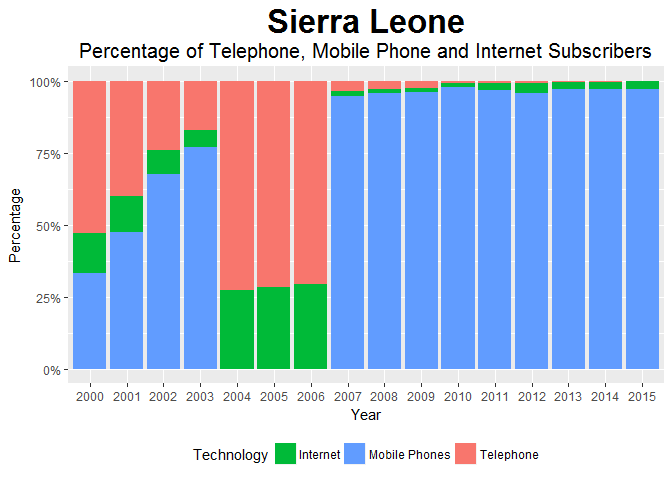 Sierra Leone
Percentage of Telephone, Mobile Phone and Internet Subscribers
100%
75%
50%
25%
0%
Percentage
2000 2001 2002 2003 2004 2005 2006 2007 2008 2009 2010 2011 2012 2013 2014 2015
Year
Technology Internet Mobile Phones Telephone